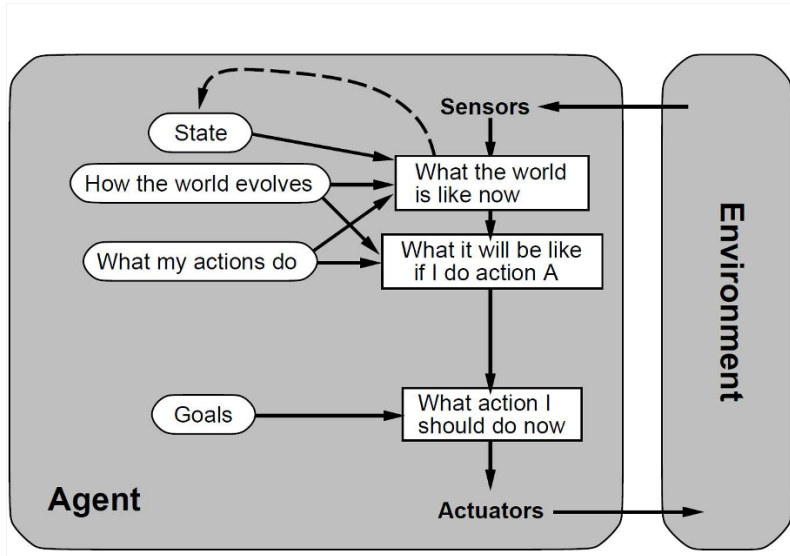 Sensors
State
What the world
is like now
How the world evolves
What it will be like
if I do action A
What my actions do
Environment
What action I
should do now
Goals
Agent
Actuators